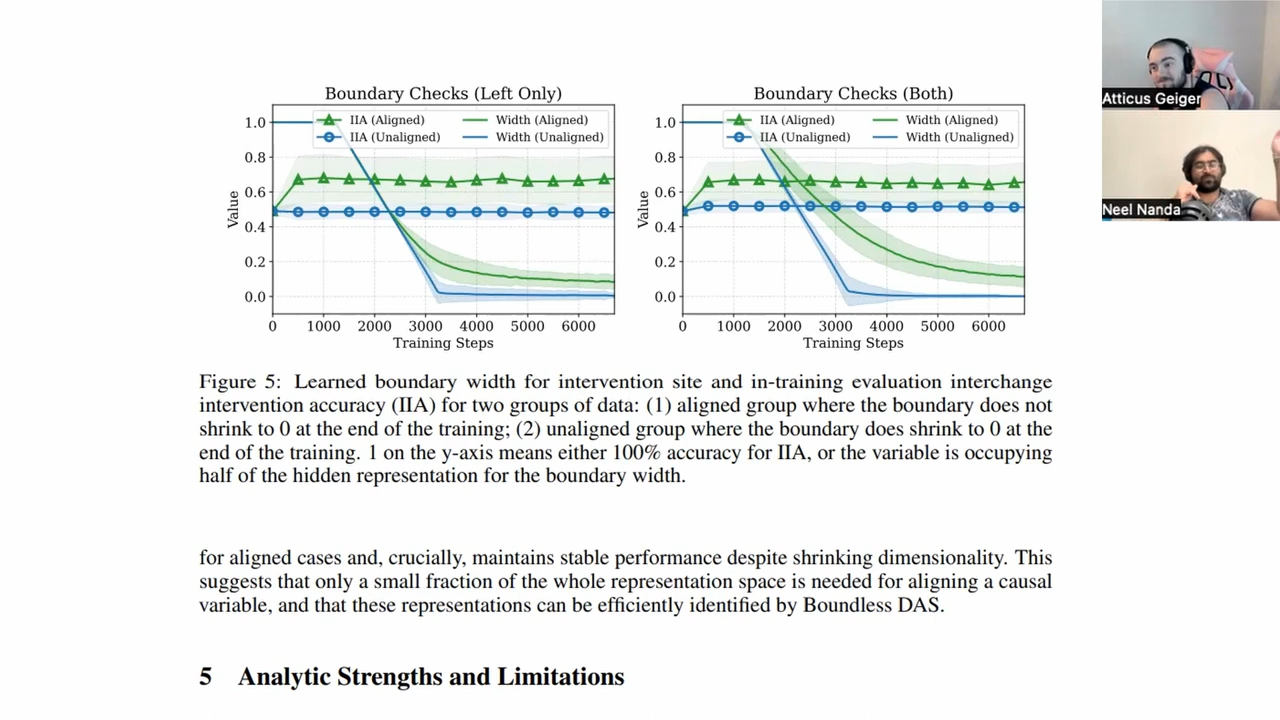 Atticus Geiger
Neel Nanda
Boundary Checks (Left Only)
IIA (Aligned)
IIA (Unaligned)
Width (Aligned)
Width (Unaligned)
Value
1.0
0.8
0.6
0.4
0.2
0.0
0 1000 2000 3000 4000 5000 6000
Training Steps
Boundary Checks (Both)
IIA (Aligned)
IIA (Unaligned)
Width (Aligned)
Width (Unaligned)
Value
1.0
0.8
0.6
0.4
0.2
0.0
0 1000 2000 3000 4000 5000 6000
Training Steps
Figure 5: Learned boundary width for intervention site and in-training evaluation interchange
intervention accuracy (IIA) for two groups of data: (1) aligned group where the boundary does not
shrink to 0 at the end of the training; (2) unaligned group where the boundary does shrink to 0 at the
end of the training. 1 on the y-axis means either 100% accuracy for IIA, or the variable is occupying
half of the hidden representation for the boundary width.
for aligned cases and, crucially, maintains stable performance despite shrinking dimensionality. This
suggests that only a small fraction of the whole representation space is needed for aligning a causal
variable, and that these representations can be efficiently identified by Boundless DAS.
5 Analytic Strengths and Limitations